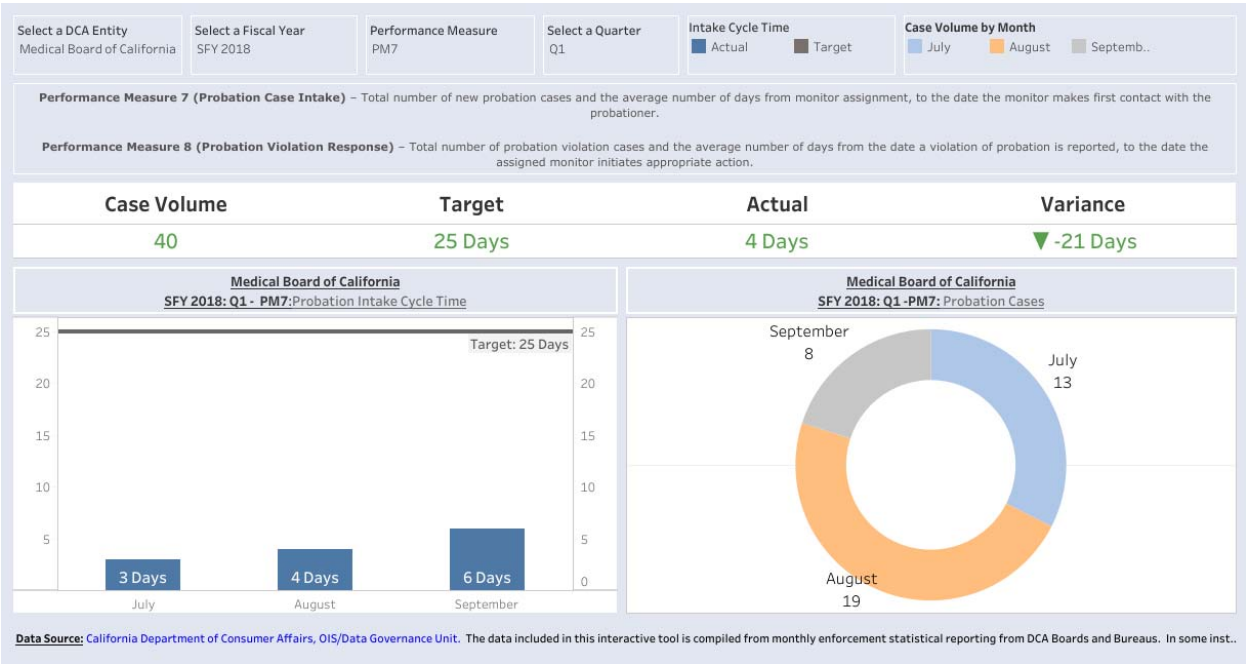 Select a DCA Entity
Medical Board of California
Select a Fiscal Year
SFY 2018
Performance Measure
PM7
Select a Quarter
Q1
Intake Cycle Time
Actual Target
Case Volume by Month
July August Septemb..
Performance Measure 7 (Probation Case Intake) – Total number of new probation cases and the average number of days from monitor assignment, to the date the monitor makes first contact with the
probationer.
Performance Measure 8 (Probation Violation Response) – Total number of probation violation cases and the average number of days from the date a violation of probation is reported, to the date the
assigned monitor initiates appropriate action.
Case Volume Target Actual Variance
40 25 Days 4 Days ▼ -21 Days
Medical Board of California
SFY 2018: Q1 - PM7:Probation Intake Cycle Time
25 25
Target: 25 Days
20 20
15 15
10 10
5 5
0
3 Days 4 Days 6 Days
July August September
Medical Board of California
SFY 2018: Q1 -PM7: Probation Cases
September
8
July
13
August
19
Data Source: California Department of Consumer Affairs, OIS/Data Governance Unit. The data included in this interactive tool is compiled from monthly enforcement statistical reporting from DCA Boards and Bureaus. In some inst..